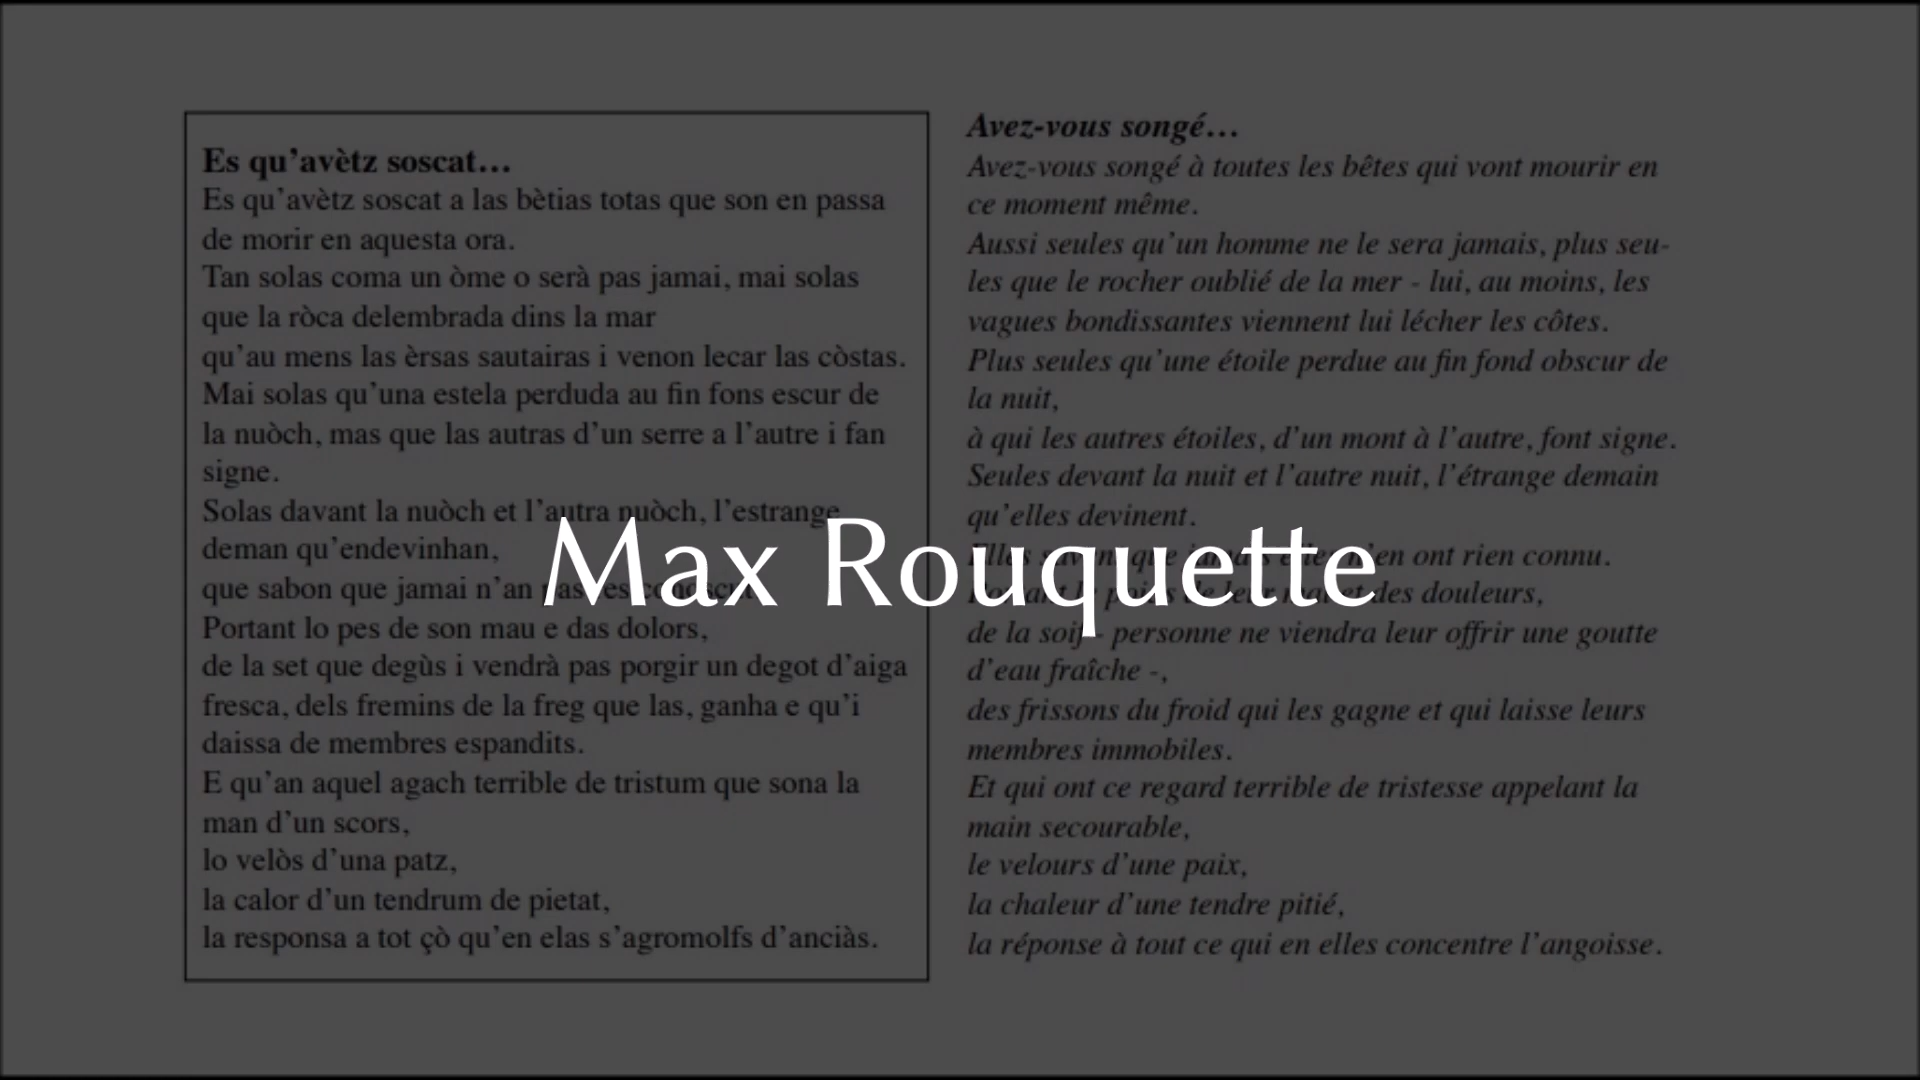 Es qu’avètz soscat…
Es qu’avètz soscat a las bètias totas que son en passa
de morir en aquesta ora.
Tan solas coma un òme o serà pas jamai, mai solas
que la ròca delembrada dins la mar
qu’au mens las èrsas sautairas i venon lecar las còstas.
Mai solas qu’una estela perduda au fin fons escur de
la nuòch, mas que las autras d’un serre a l’autre i fan
signe.
Solas davant la nuòch et l’autra nuòch, l’estrange
deman qu’endevinhan,
que sabon que jamai n’an
Portant lo pes de son mau e das dolors,
de la set que degùs i vendrà pas porgir un degot d’aiga
fresca, dels fremins de la freg que las, ganha e qu’i
daissa de membres espandits.
E qu’an aquel agach terrible de tristum que sona la
man d’un scors,
lo velòs d’una patz,
la calor d’un tendrum de pietat,
la responsa a tot çò qu’en elas s’agromolfs d’anciàs.
Avez-vous songé…
Avez-vous songé à toutes les bêtes qui vont mourir en
ce moment même.
Aussi seules qu’un homme ne le sera jamais, plus seu-
les que le rocher oublié de la mer - lui, au moins, les
vagues bondissantes viennent lui lécher les côtes.
Plus seules qu’une étoile perdue au fin fond obscur de
la nuit,
à qui les autres étoiles, d’un mont à l’autre, font signe.
Seules devant la nuit et l’autre nuit, l’étrange demain
qu’elles devinent.
Elles n’en ont rien connu.
des douleurs,
de la soif - personne ne viendra leur offrir une goutte
d’eau fraîche -,
des frissons du froid qui les gagne et qui laisse leurs
membres immobiles.
Et qui ont ce regard terrible de tristesse appelant la
main secourable,
le velours d’une paix,
la chaleur d’une tendre pitié,
la réponse à tout ce qui en elles concentre l’angoisse.
Max Rouquette